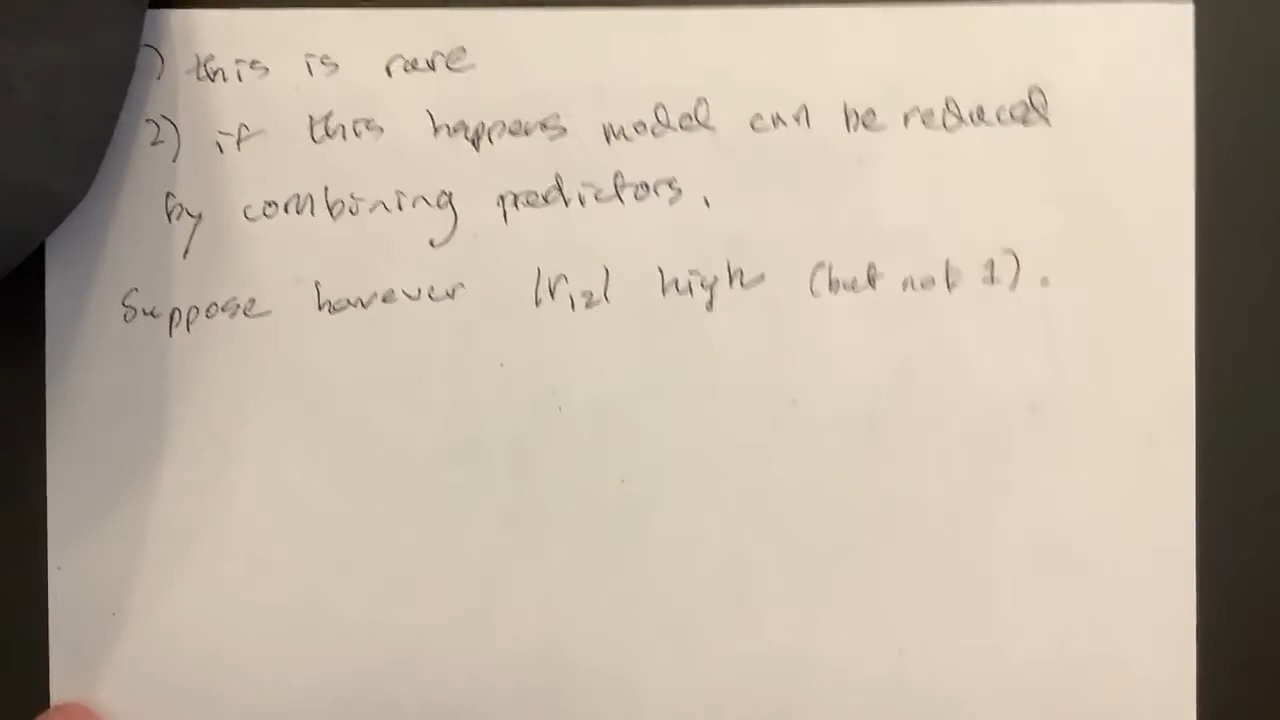 ) this is rare
2) if this happens model can be reduced
by combining predictors.
Suppose however |r₁₂| high (but not 1).